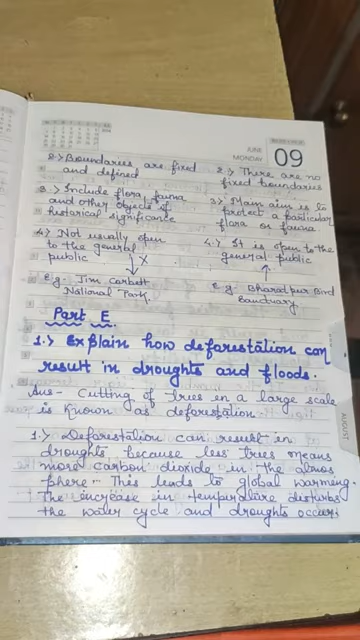 JUNE
MONDAY 09
2.> Boundaries are fixed and defined
2.> There are no fixed boundaries
3.> Include flora, fauna and other objects of historical significance
3> Main aim is to protect a particular flora or fauna
4.> Not usually open to the general public
4.> It is open to the general public
e.g: Jim Corbett National Park.
e.g: Bharatpur Bird Sanctuary.
Part E
1.> Explain how deforestation can
result in droughts and floods.
Ans- Cutting of trees on a large scale
is known as deforestation.
1.> Deforestation can result in
droughts because less trees means
more carbon dioxide in the atmos
phere. This leads to global warming.
The increase in temperature disturbs
the water cycle and droughts occurs
AUGUST